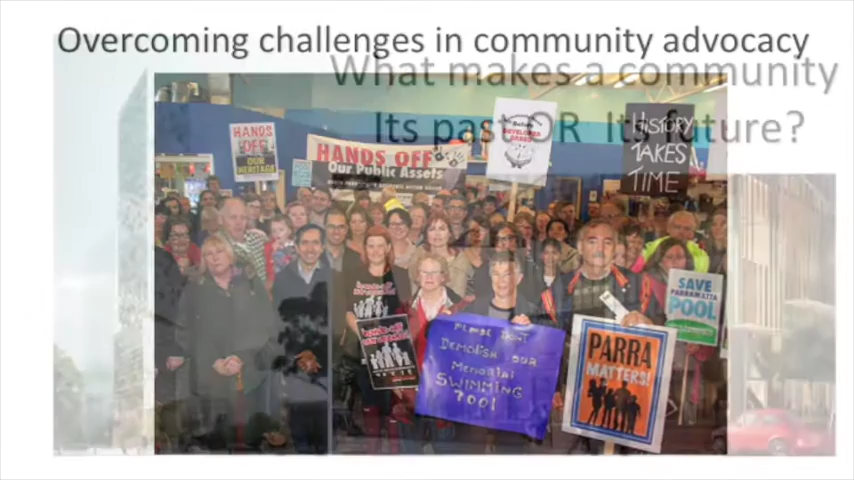 Overcoming challenges in community advocacy
What makes a community
Its past OR Its future?
HANDS
OFF
OUR
HERITAGE
HANDS OFF
Our Public Assets
HISTORY
TAKES
TIME
SAVE
PARRAMATTA
POOL
PLEASE DON'T
DEMOLISH OUR
MEMORIAL
SWIMMING
POOL
PARRA
MATTERS!